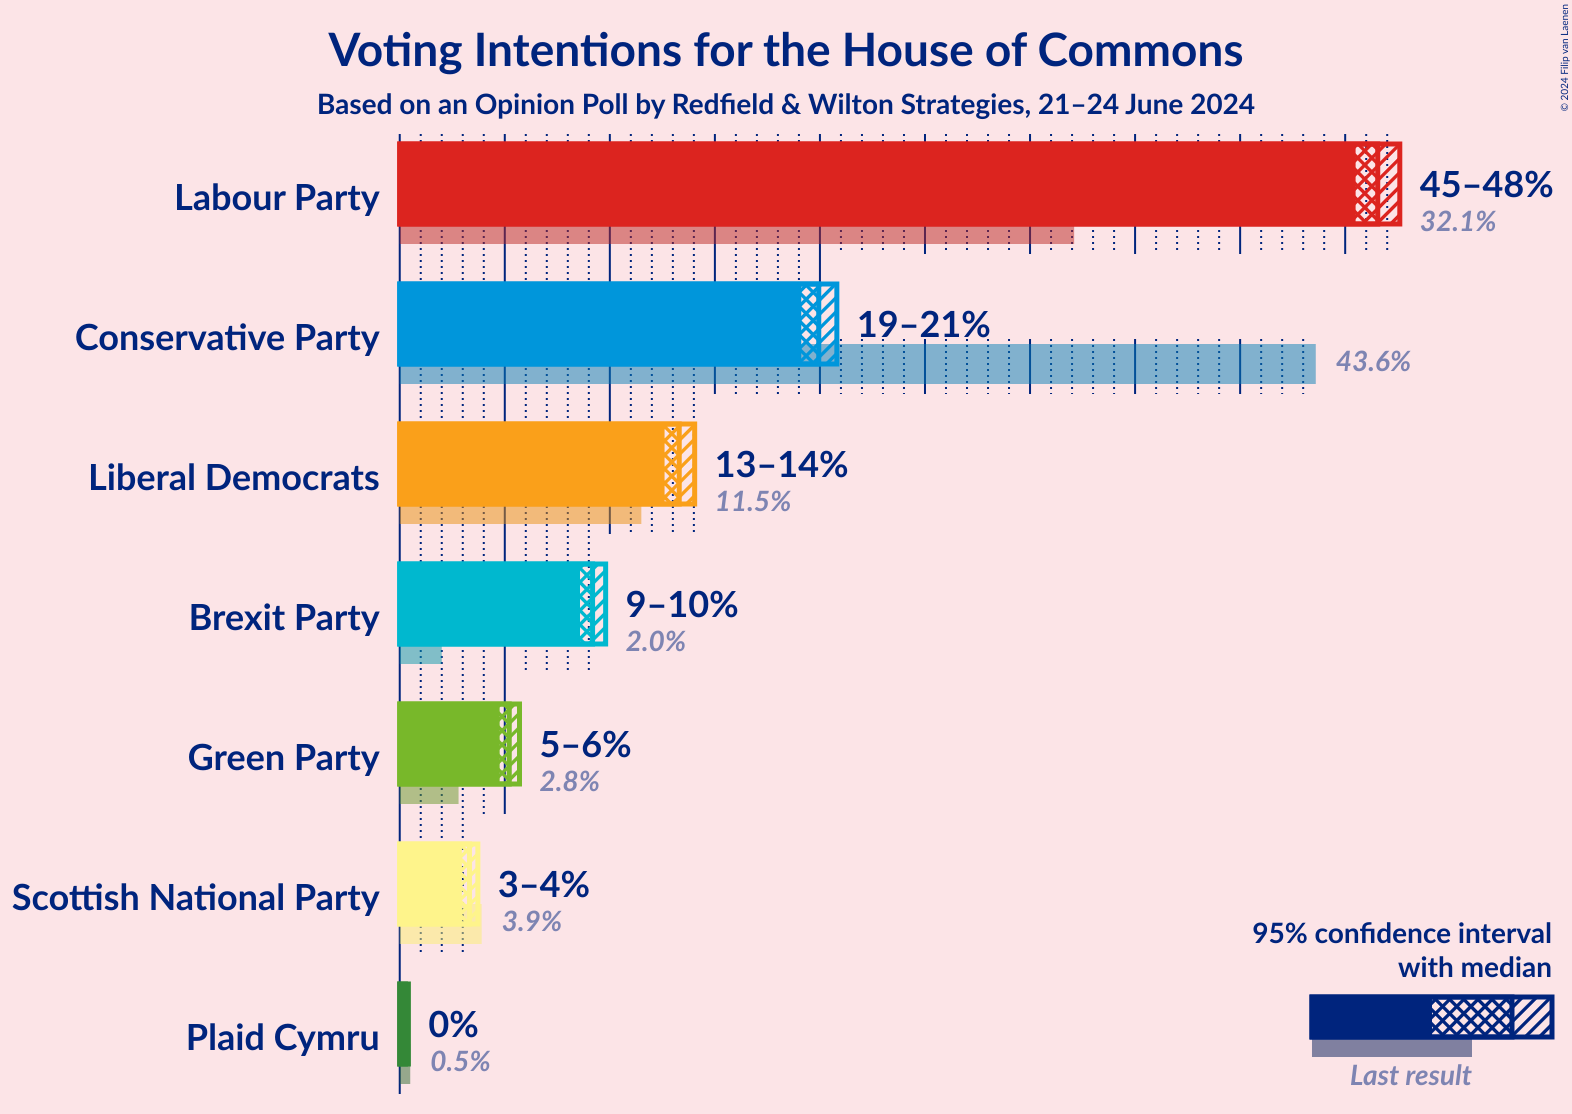 Voting Intentions for the House of Commons
Based on an Opinion Poll by Redfield & Wilton Strategies, 21–24 June 2024
© 2024 Filip van Laenen
Labour Party
45–48%
32.1%
Conservative Party
19–21%
43.6%
Liberal Democrats
13–14%
11.5%
Brexit Party
9–10%
2.0%
Green Party
5–6%
2.8%
Scottish National Party
3–4%
3.9%
Plaid Cymru
0%
0.5%
95% confidence interval
with median
Last result